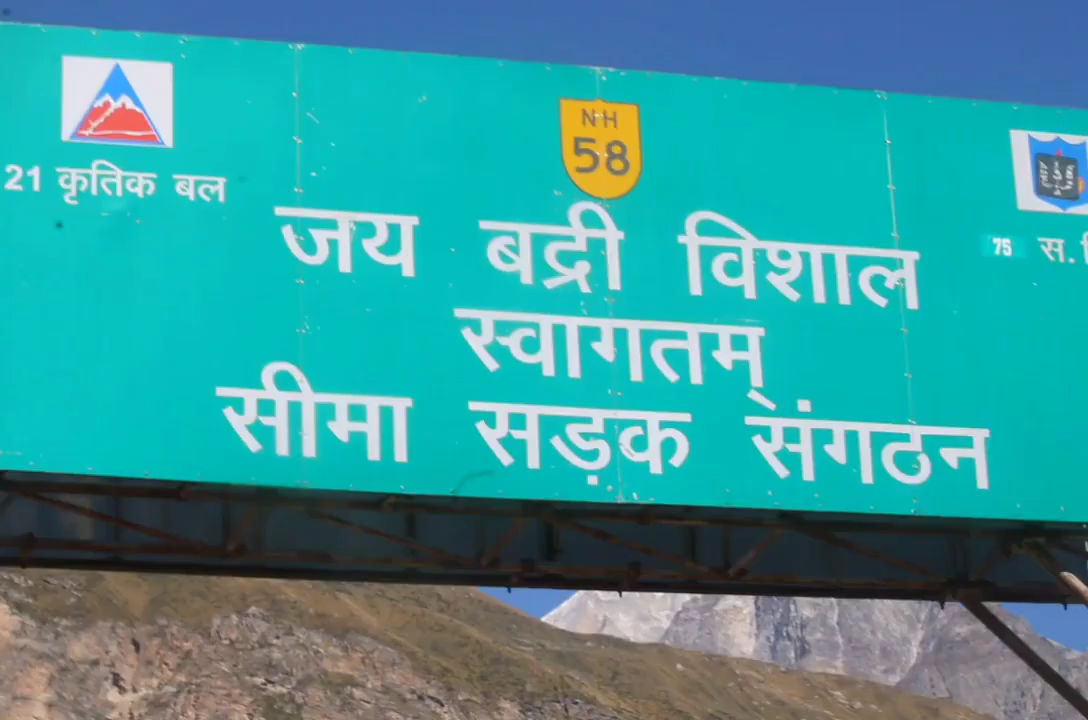 NH
58
21 कृतिक बल
जय बद्री विशाल
75 स.
स्वागतम्
सीमा सड़क संगठन